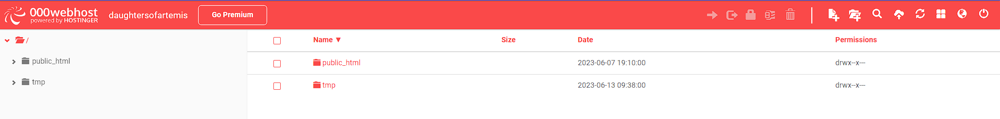 000webhost
powered by HOSTINGER
daughtersofartemis
Go Premium
/
public_html
tmp
Name ▼ Size Date Permissions
public_html 2023-06-07 19:10:00 drwx--x---
tmp 2023-06-13 09:38:00 drwx--x---